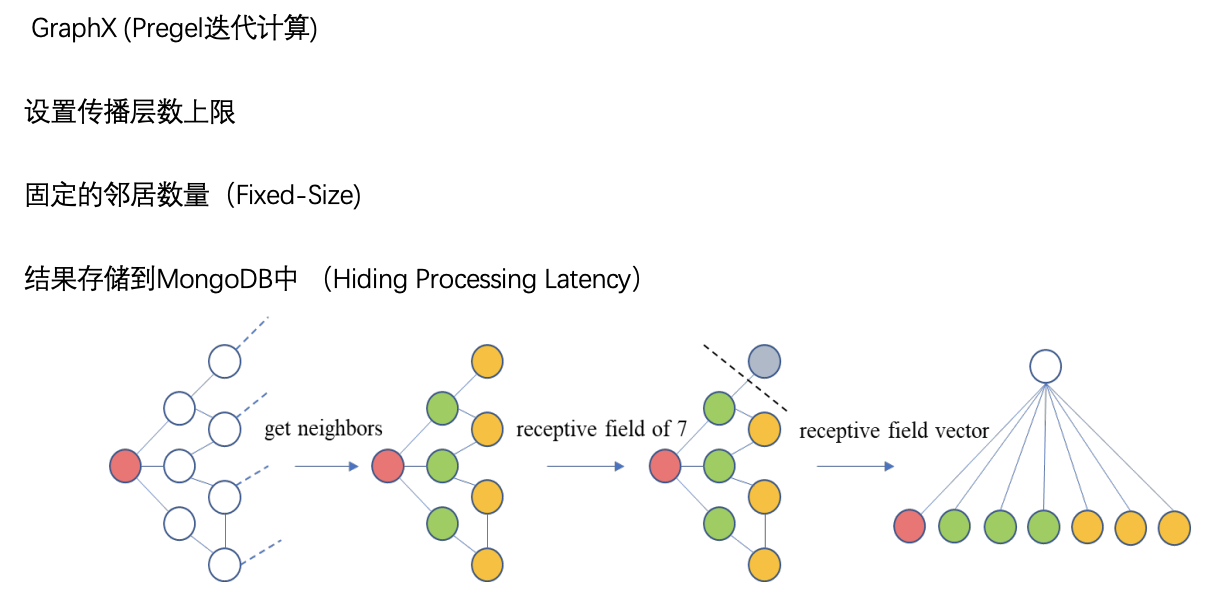 GraphX (Pregel迭代计算)
设置传播层数上限
固定的邻居数量（Fixed-Size)
结果存储到MongoDB中 （Hiding Processing Latency）
get neighbors
receptive field of 7
receptive field vector